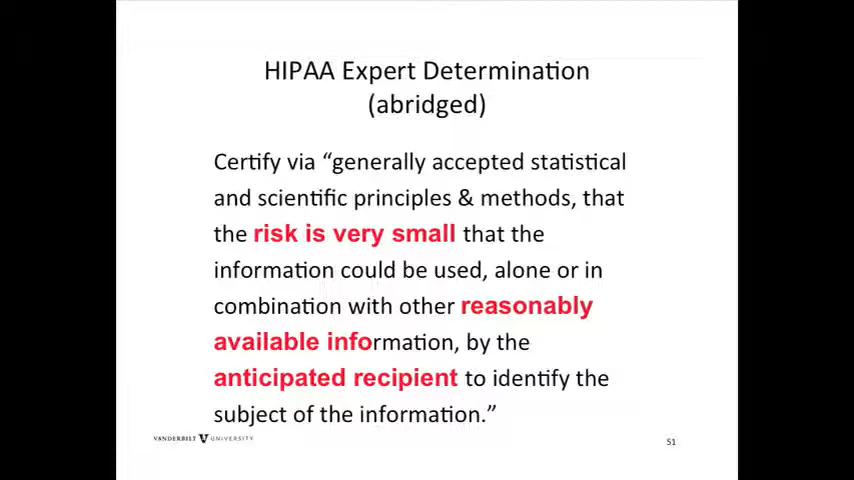 HIPAA Expert Determination
(abridged)
Certify via “generally accepted statistical
and scientific principles & methods, that
the risk is very small that the
information could be used, alone or in
combination with other reasonably
available information, by the
anticipated recipient to identify the
subject of the information.”
VANDERBILT V UNIVERSITY
51